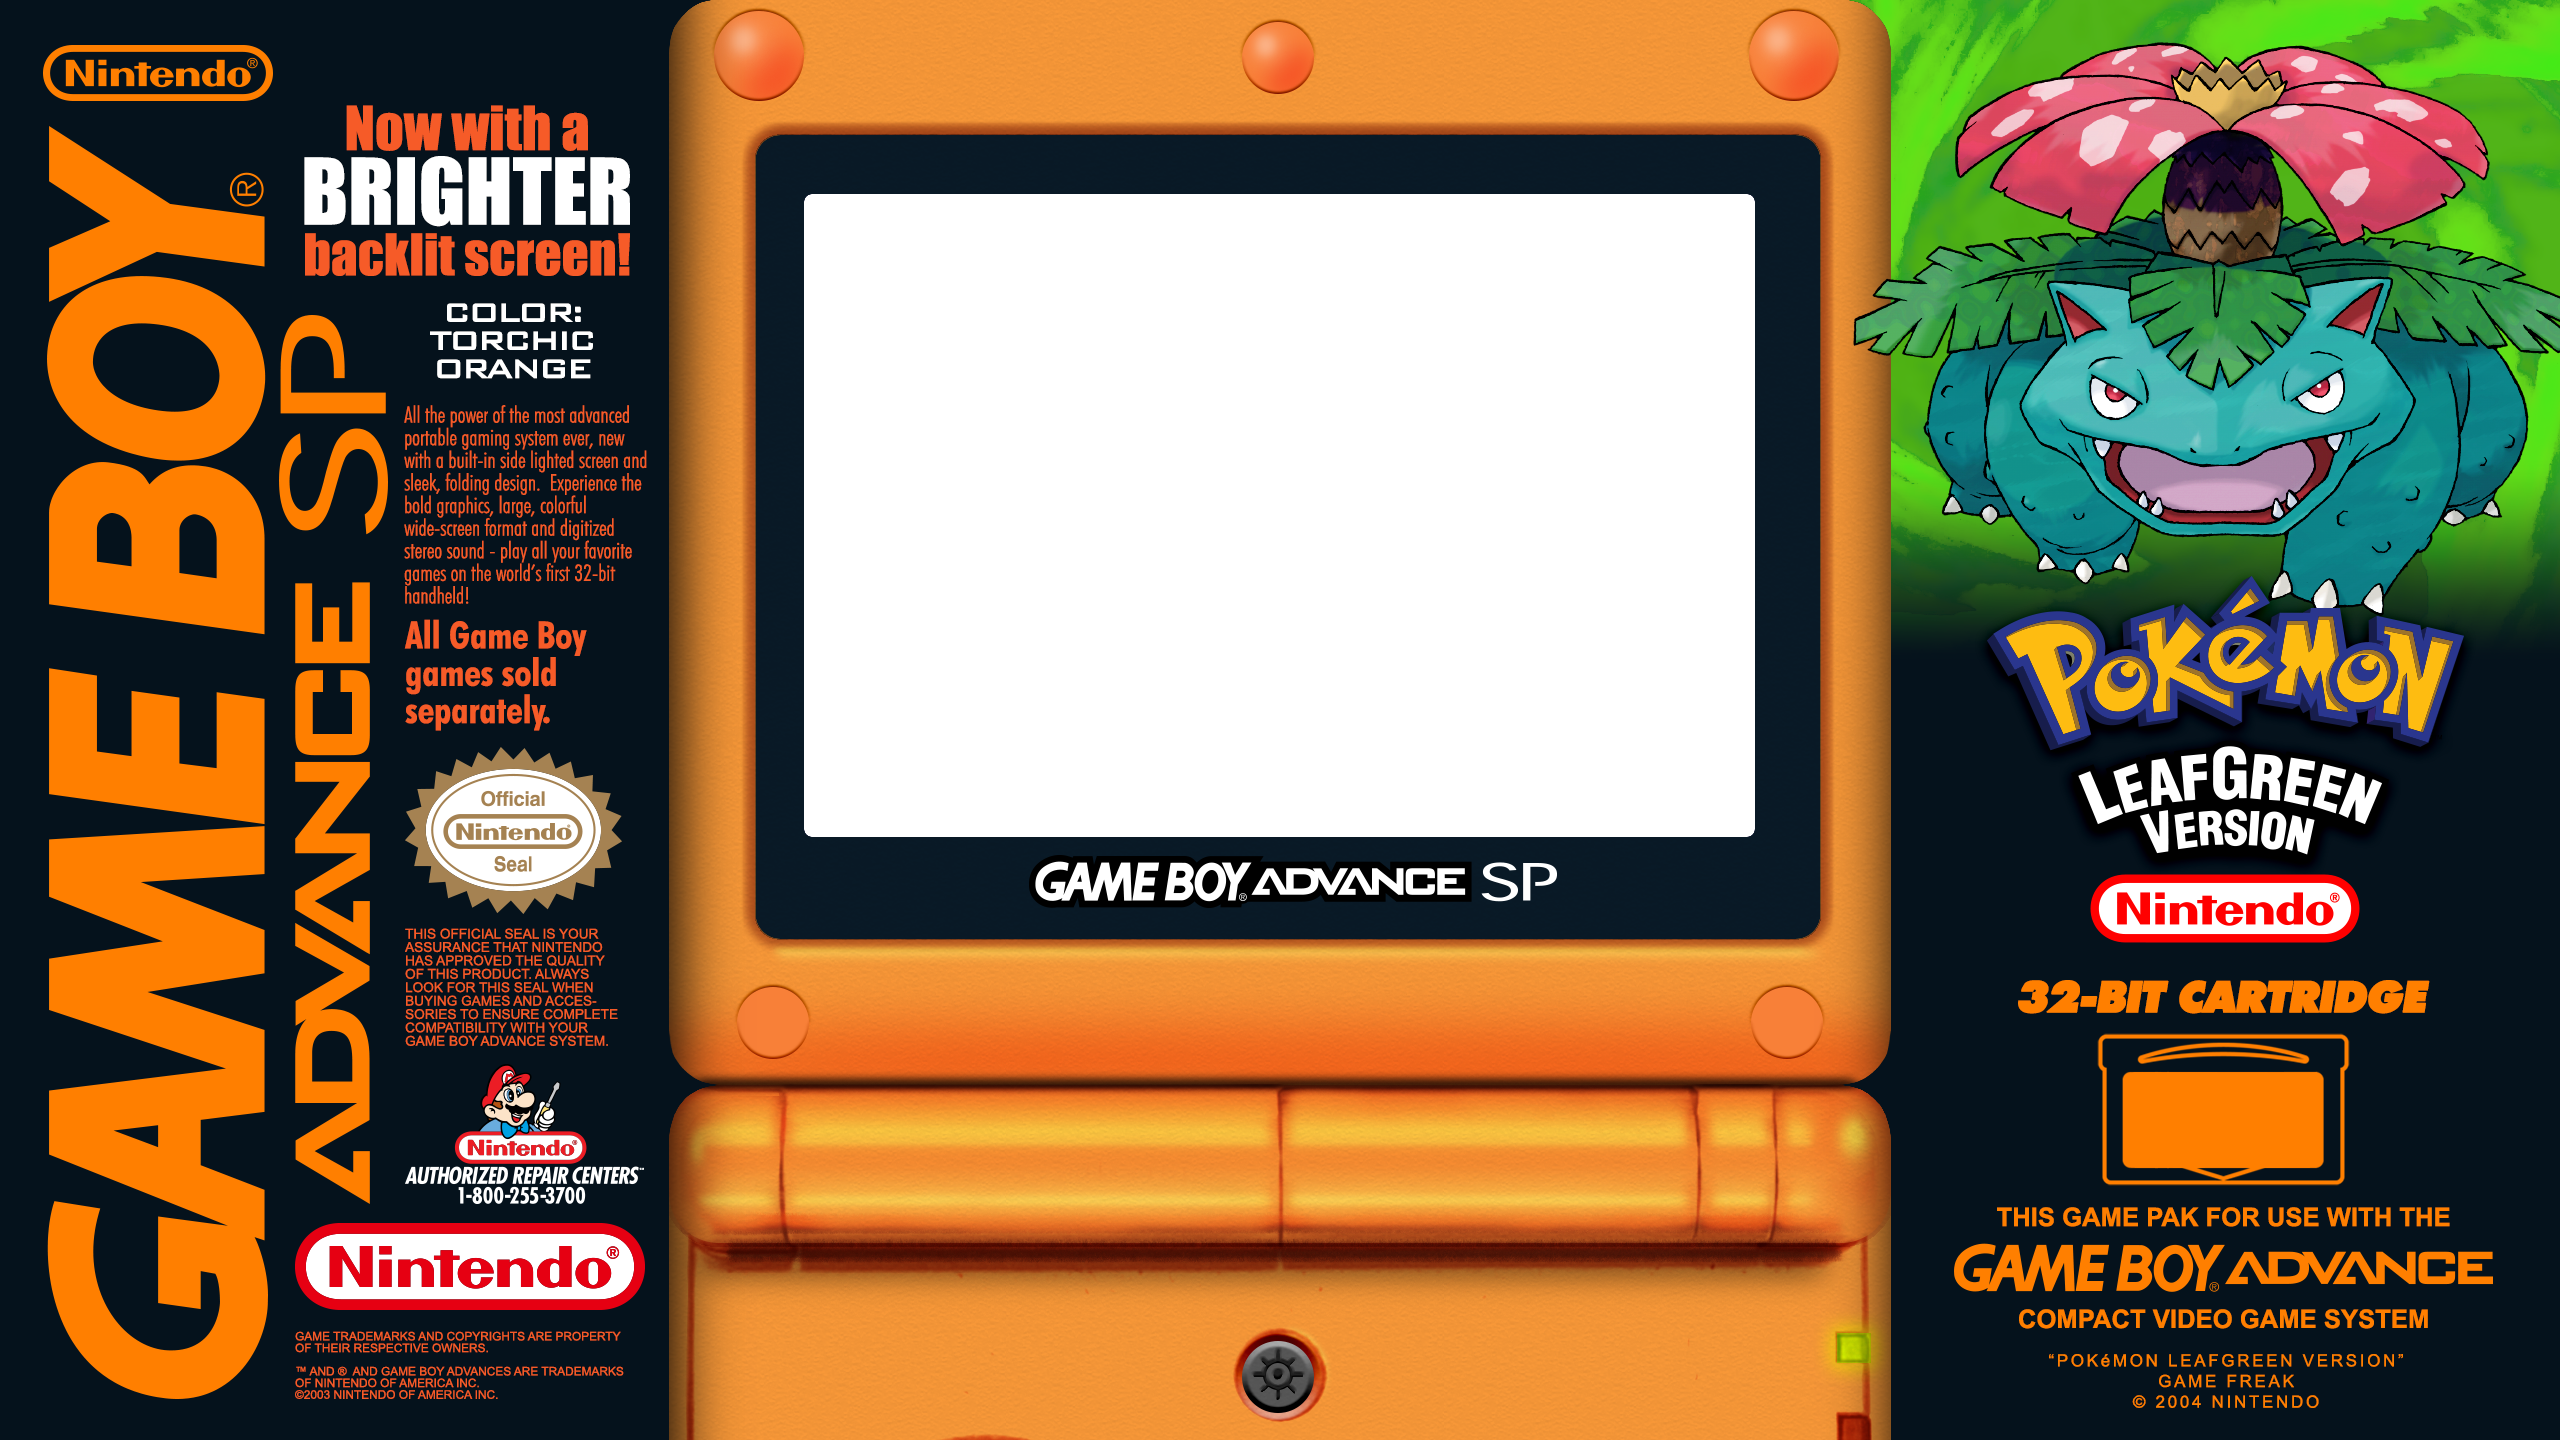 Nintendo®
GAME BOY®
ADVANCE SP
Now with a
BRIGHTER
backlit screen!
COLOR:
TORCHIC
ORANGE
All the power of the most advanced
portable gaming system ever, new
with a built-in side lighted screen and
sleek, folding design. Experience the
bold graphics, large, colorful
wide-screen format and digitized
stereo sound - play all your favorite
games on the world's first 32-bit
handheld!
All Game Boy
games sold
separately.
Official
Nintendo
Seal
THIS OFFICIAL SEAL IS YOUR
ASSURANCE THAT NINTENDO
HAS APPROVED THE QUALITY
OF THIS PRODUCT. ALWAYS
LOOK FOR THIS SEAL WHEN
BUYING GAMES AND ACCES-
SORIES TO ENSURE COMPLETE
COMPATIBILITY WITH YOUR
GAME BOY ADVANCE SYSTEM.
M
Nintendo®
AUTHORIZED REPAIR CENTERS™
1-800-255-3700
Nintendo®
GAME TRADEMARKS AND COPYRIGHTS ARE PROPERTY
OF THEIR RESPECTIVE OWNERS.
™ AND ® AND GAME BOY ADVANCES ARE TRADEMARKS
OF NINTENDO OF AMERICA INC.
©2003 NINTENDO OF AMERICA INC.
GAME BOY® ADVANCE SP
POKéMON
LEAFGREEN
VERSION
Nintendo®
32-BIT CARTRIDGE
THIS GAME PAK FOR USE WITH THE
GAME BOY® ADVANCE
COMPACT VIDEO GAME SYSTEM
“POKéMON LEAFGREEN VERSION”
GAME FREAK
© 2004 NINTENDO